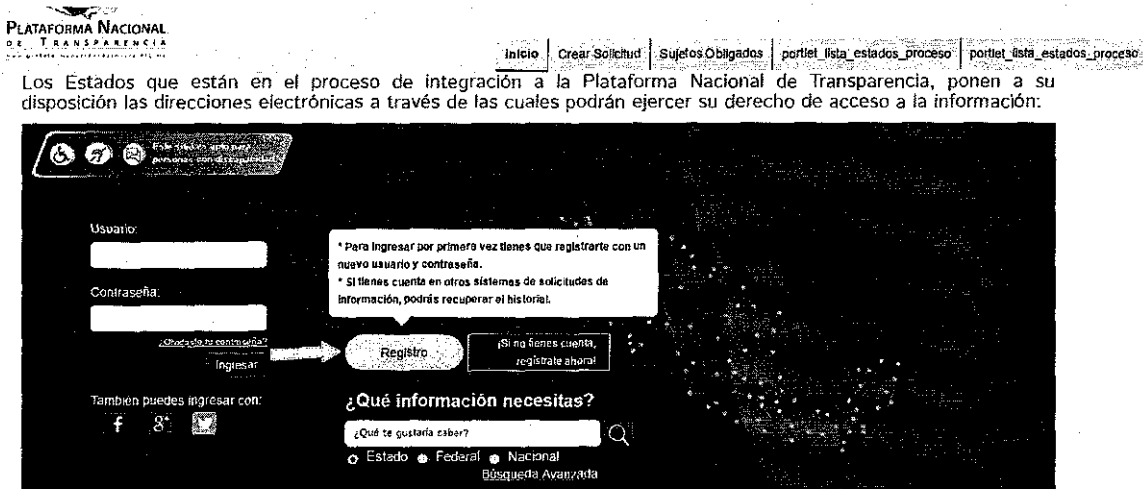 PLATAFORMA NACIONAL
DE TRANSPARENCIA
Inicio Crear Solicitud Sujetos Obligados portlet_lista_estados_proceso portlet_lista_estados_proceso
Los Estados que están en el proceso de integración a la Plataforma Nacional de Transparencia, ponen a su
disposición las direcciones electrónicas a través de las cuales podrán ejercer su derecho de acceso a la información:
personas con discapacidad
Usuario:
* Para ingresar por primera vez tienes que registrarte con un
nuevo usuario y contraseña.
* Si tienes cuenta en otros sistemas de solicitudes de
información, podrás recuperar el historial.
Contraseña:
¿Olvidaste tu contraseña?
Ingresar
Registro
¡Si no tienes cuenta,
regístrate ahora!
También puedes ingresar con:
f g+
¿Qué información necesitas?
¿Qué te gustaría saber?
Estado Federal Nacional
Búsqueda Avanzada